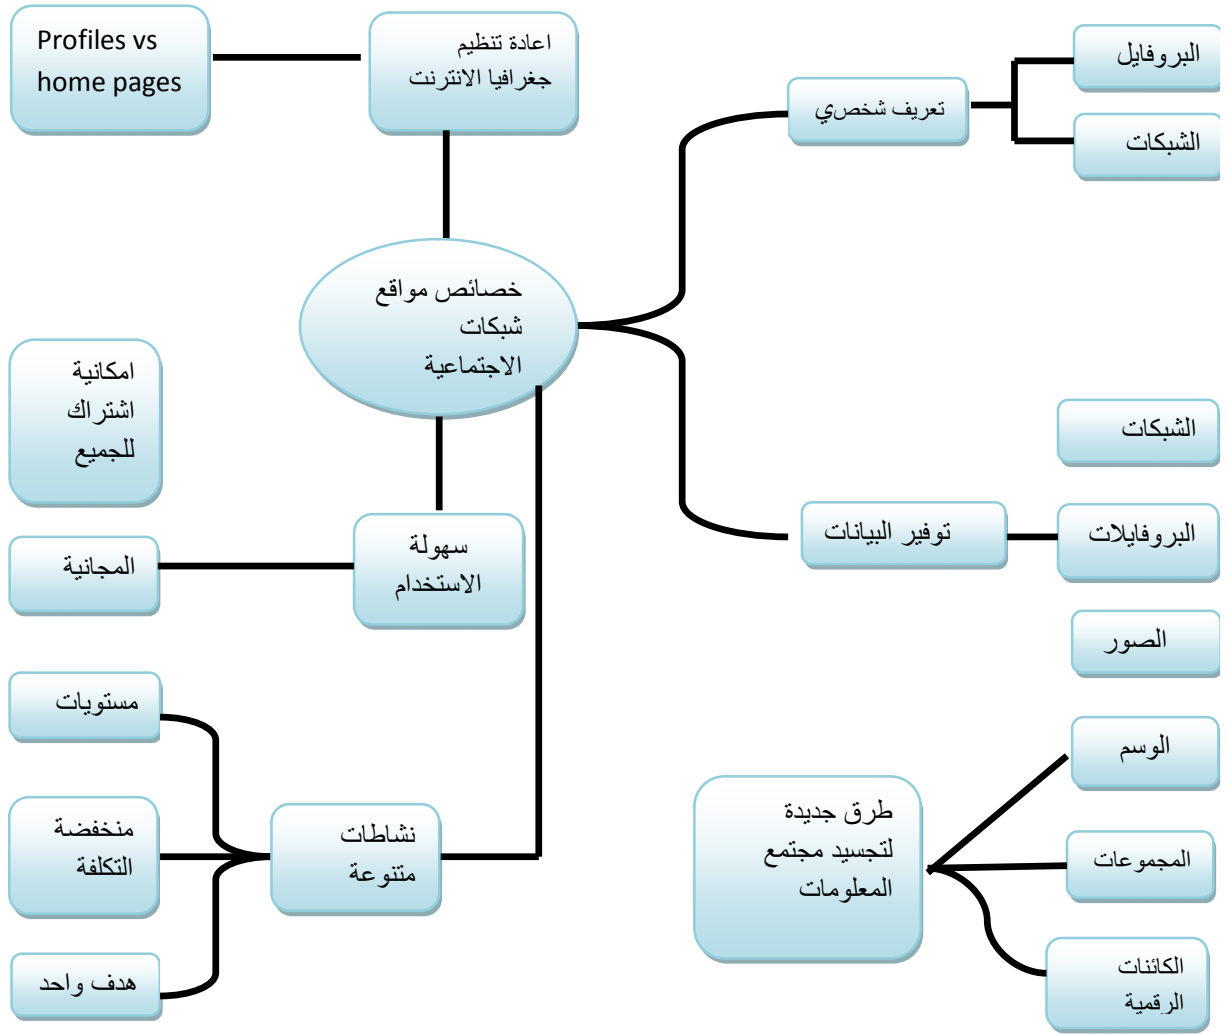 Profiles vs
home pages
اعادة تنظيم
جغرافيا الانترنت
تعريف شخصي
البروفايل
الشبكات
خصائص مواقع
شبكات
الاجتماعية
امكانية
اشتراك
للجميع
الشبكات
توفير البيانات
البروفايلات
سهولة
الاستخدام
المجانية
الصور
مستويات
الوسم
منخفضة
التكلفة
نشاطات
متنوعة
طرق جديدة
لتجسيد مجتمع
المعلومات
المجموعات
هدف واحد
الكائنات
الرقمية